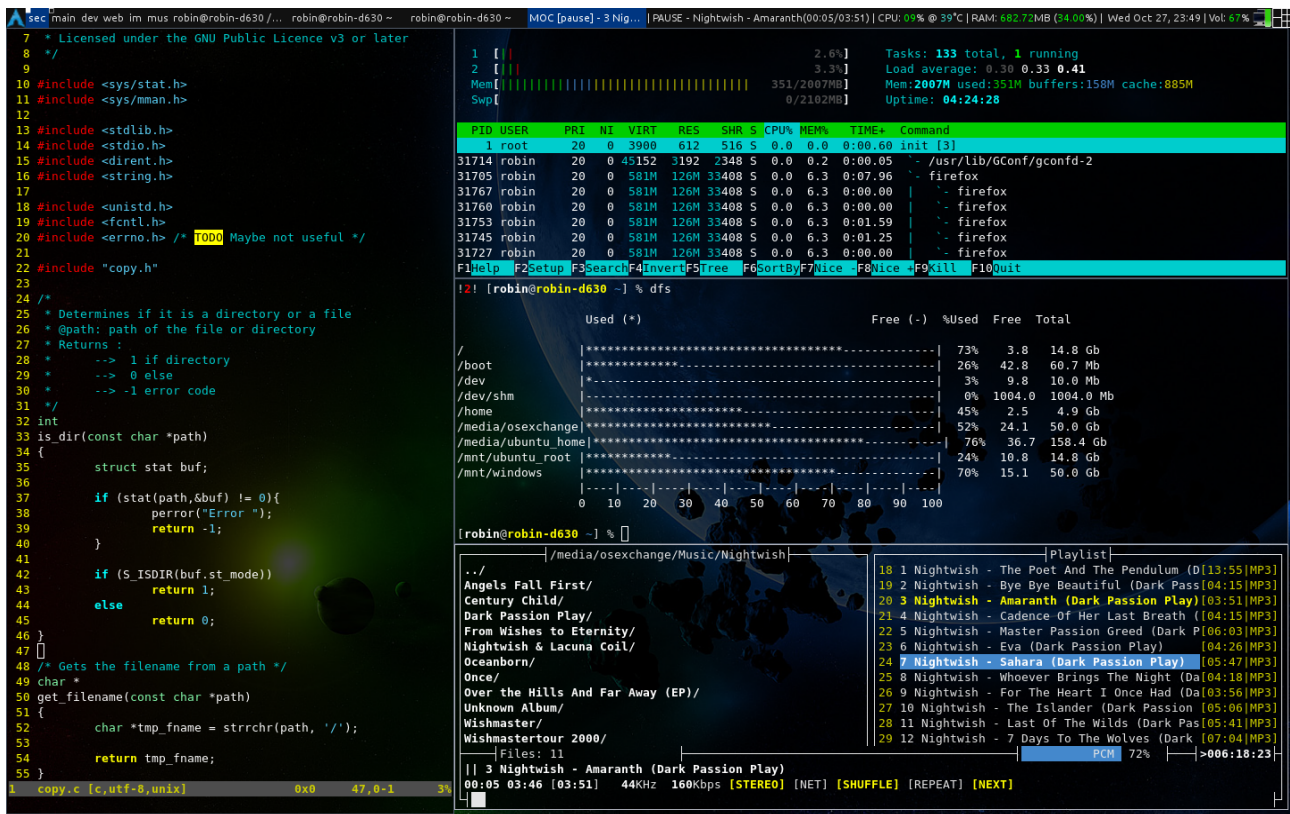 sec main dev web im mus robin@robin-d630 /... robin@robin-d630 ~ robin@robin-d630 ~ MOC [pause] - 3 Nig... | PAUSE - Nightwish - Amaranth(00:05/03:51) | CPU: 09% @ 39°C | RAM: 682.72MB (34.00%) | Wed Oct 27, 23:49 | Vol: 67%
7 * Licensed under the GNU Public Licence v3 or later
8 */
9
10 #include <sys/stat.h>
11 #include <sys/mman.h>
12
13 #include <stdlib.h>
14 #include <stdio.h>
15 #include <dirent.h>
16 #include <string.h>
17
18 #include <unistd.h>
19 #include <fcntl.h>
20 #include <errno.h> /* TODO Maybe not useful */
21
22 #include "copy.h"
23
24 /*
25 * Determines if it is a directory or a file
26 * @path: path of the file or directory
27 * Returns :
28 * --> 1 if directory
29 * --> 0 else
30 * --> -1 error code
31 */
32 int
33 is_dir(const char *path)
34 {
35 struct stat buf;
36
37 if (stat(path,&buf) != 0){
38 perror("Error ");
39 return -1;
40 }
41
42 if (S_ISDIR(buf.st_mode))
43 return 1;
44 else
45 return 0;
46 }
47
48 /* Gets the filename from a path */
49 char *
50 get_filename(const char *path)
51 {
52 char *tmp_fname = strrchr(path, '/');
53
54 return tmp_fname;
55 }
1 copy.c [c,utf-8,unix] 0x0 47,0-1 3%
1 [|| 2.6%]
2 [||| 3.3%]
Mem[||||||||||||||||||||||||||||||||||| 351/2007MB]
Swp[ 0/2102MB]
Tasks: 133 total, 1 running
Load average: 0.30 0.33 0.41
Mem:2007M used:351M buffers:158M cache:885M
Uptime: 04:24:28
PID USER PRI NI VIRT RES SHR S CPU% MEM% TIME+ Command
1 root 20 0 3900 612 516 S 0.0 0.0 0:00.60 init [3]
31714 robin 20 0 45152 3192 2348 S 0.0 0.2 0:00.05 `- /usr/lib/GConf/gconfd-2
31705 robin 20 0 581M 126M 33408 S 0.0 6.3 0:07.96 `- firefox
31767 robin 20 0 581M 126M 33408 S 0.0 6.3 0:00.00 | `- firefox
31760 robin 20 0 581M 126M 33408 S 0.0 6.3 0:00.00 | `- firefox
31753 robin 20 0 581M 126M 33408 S 0.0 6.3 0:01.59 | `- firefox
31745 robin 20 0 581M 126M 33408 S 0.0 6.3 0:01.25 | `- firefox
31727 robin 20 0 581M 126M 33408 S 0.0 6.3 0:00.00 | `- firefox
F1Help F2Setup F3SearchF4InvertF5Tree F6SortByF7Nice -F8Nice +F9Kill F10Quit
!2! [robin@robin-d630 ~] % dfs
Used (*) Free (-) %Used Free Total
/ |************************************-------------| 73% 3.8 14.8 Gb
/boot |*************------------------------------------| 26% 42.8 60.7 Mb
/dev |*------------------------------------------------| 3% 9.8 10.0 Mb
/dev/shm |-------------------------------------------------| 0% 1004.0 1004.0 Mb
/home |**********************---------------------------| 45% 2.5 4.9 Gb
/media/osexchange|**************************-----------------------| 52% 24.1 50.0 Gb
/media/ubuntu_home|**************************************-----------| 76% 36.7 158.4 Gb
/mnt/ubuntu_root |************-------------------------------------| 24% 10.8 14.8 Gb
/mnt/windows |***********************************--------------| 70% 15.1 50.0 Gb
|----|----|----|----|----|----|----|----|----|----|
0 10 20 30 40 50 60 70 80 90 100
[robin@robin-d630 ~] %
/media/osexchange/Music/Nightwish
../
Angels Fall First/
Century Child/
Dark Passion Play/
From Wishes to Eternity/
Nightwish & Lacuna Coil/
Oceanborn/
Once/
Over the Hills And Far Away (EP)/
Unknown Album/
Wishmaster/
Wishmastertour 2000/
Playlist
18 1 Nightwish - The Poet And The Pendulum (D[13:55|MP3]
19 2 Nightwish - Bye Bye Beautiful (Dark Pass[04:15|MP3]
20 3 Nightwish - Amaranth (Dark Passion Play)[03:51|MP3]
21 4 Nightwish - Cadence Of Her Last Breath ([04:15|MP3]
22 5 Nightwish - Master Passion Greed (Dark P[06:03|MP3]
23 6 Nightwish - Eva (Dark Passion Play) [04:26|MP3]
24 7 Nightwish - Sahara (Dark Passion Play) [05:47|MP3]
25 8 Nightwish - Whoever Brings The Night (Da[04:18|MP3]
26 9 Nightwish - For The Heart I Once Had (Da[03:56|MP3]
27 10 Nightwish - The Islander (Dark Passion [05:06|MP3]
28 11 Nightwish - Last Of The Wilds (Dark Pas[05:41|MP3]
29 12 Nightwish - 7 Days To The Wolves (Dark [07:04|MP3]
Files: 11 PCM 72% >006:18:23
|| 3 Nightwish - Amaranth (Dark Passion Play)
00:05 03:46 [03:51] 44KHz 160Kbps [STEREO] [NET] [SHUFFLE] [REPEAT] [NEXT]